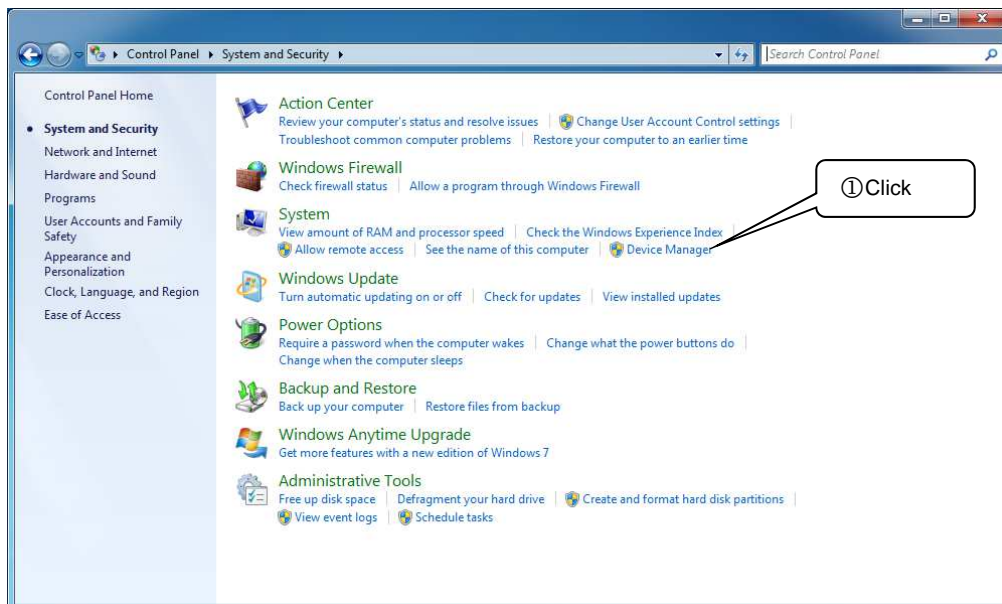 Control Panel System and Security
Search Control Panel
Control Panel Home
System and Security
Network and Internet
Hardware and Sound
Programs
User Accounts and Family
Safety
Appearance and
Personalization
Clock, Language, and Region
Ease of Access
Action Center
Review your computer's status and resolve issues Change User Account Control settings
Troubleshoot common computer problems Restore your computer to an earlier time
Windows Firewall
Check firewall status Allow a program through Windows Firewall
System
View amount of RAM and processor speed Check the Windows Experience Index
Allow remote access See the name of this computer Device Manager
①Click
Windows Update
Turn automatic updating on or off Check for updates View installed updates
Power Options
Require a password when the computer wakes Change what the power buttons do
Change when the computer sleeps
Backup and Restore
Back up your computer Restore files from backup
Windows Anytime Upgrade
Get more features with a new edition of Windows 7
Administrative Tools
Free up disk space Defragment your hard drive Create and format hard disk partitions
View event logs Schedule tasks